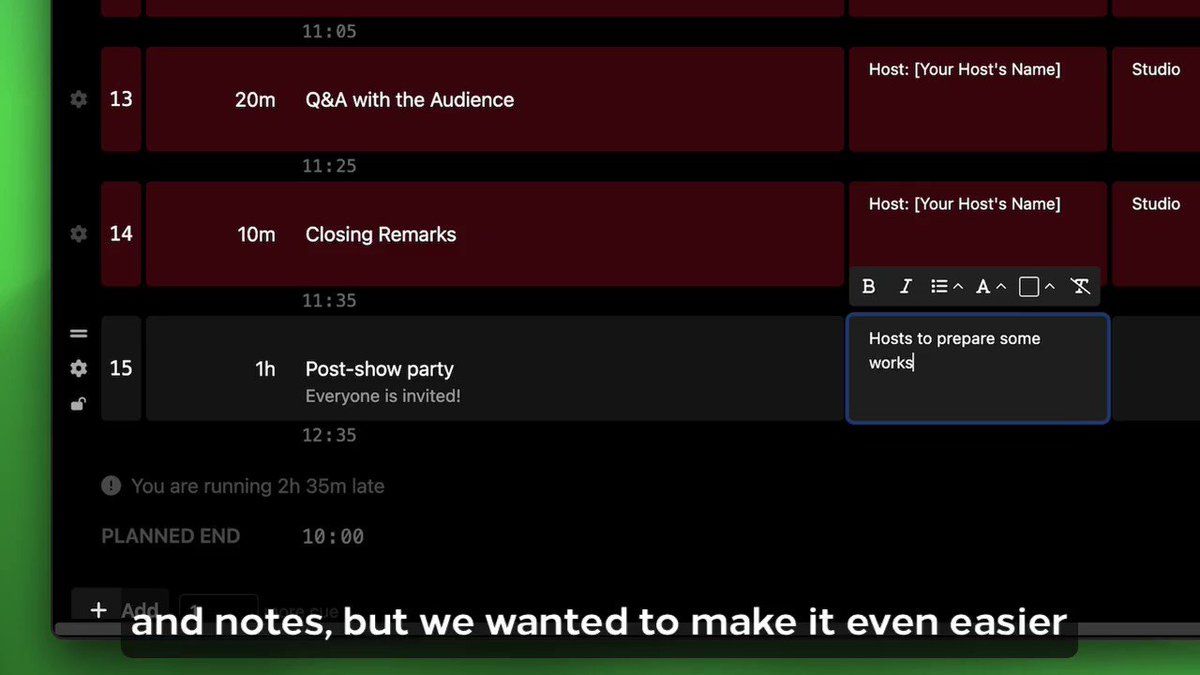 11:05
13
20m
Q&A with the Audience
Host: [Your Host's Name]
Studio
11:25
14
10m
Closing Remarks
Host: [Your Host's Name]
Studio
11:35
B I A T
15
1h
Post-show party
Everyone is invited!
Hosts to prepare some
works
12:35
You are running 2h 35m late
PLANNED END
10:00
+ Add
more cue
and notes, but we wanted to make it even easier